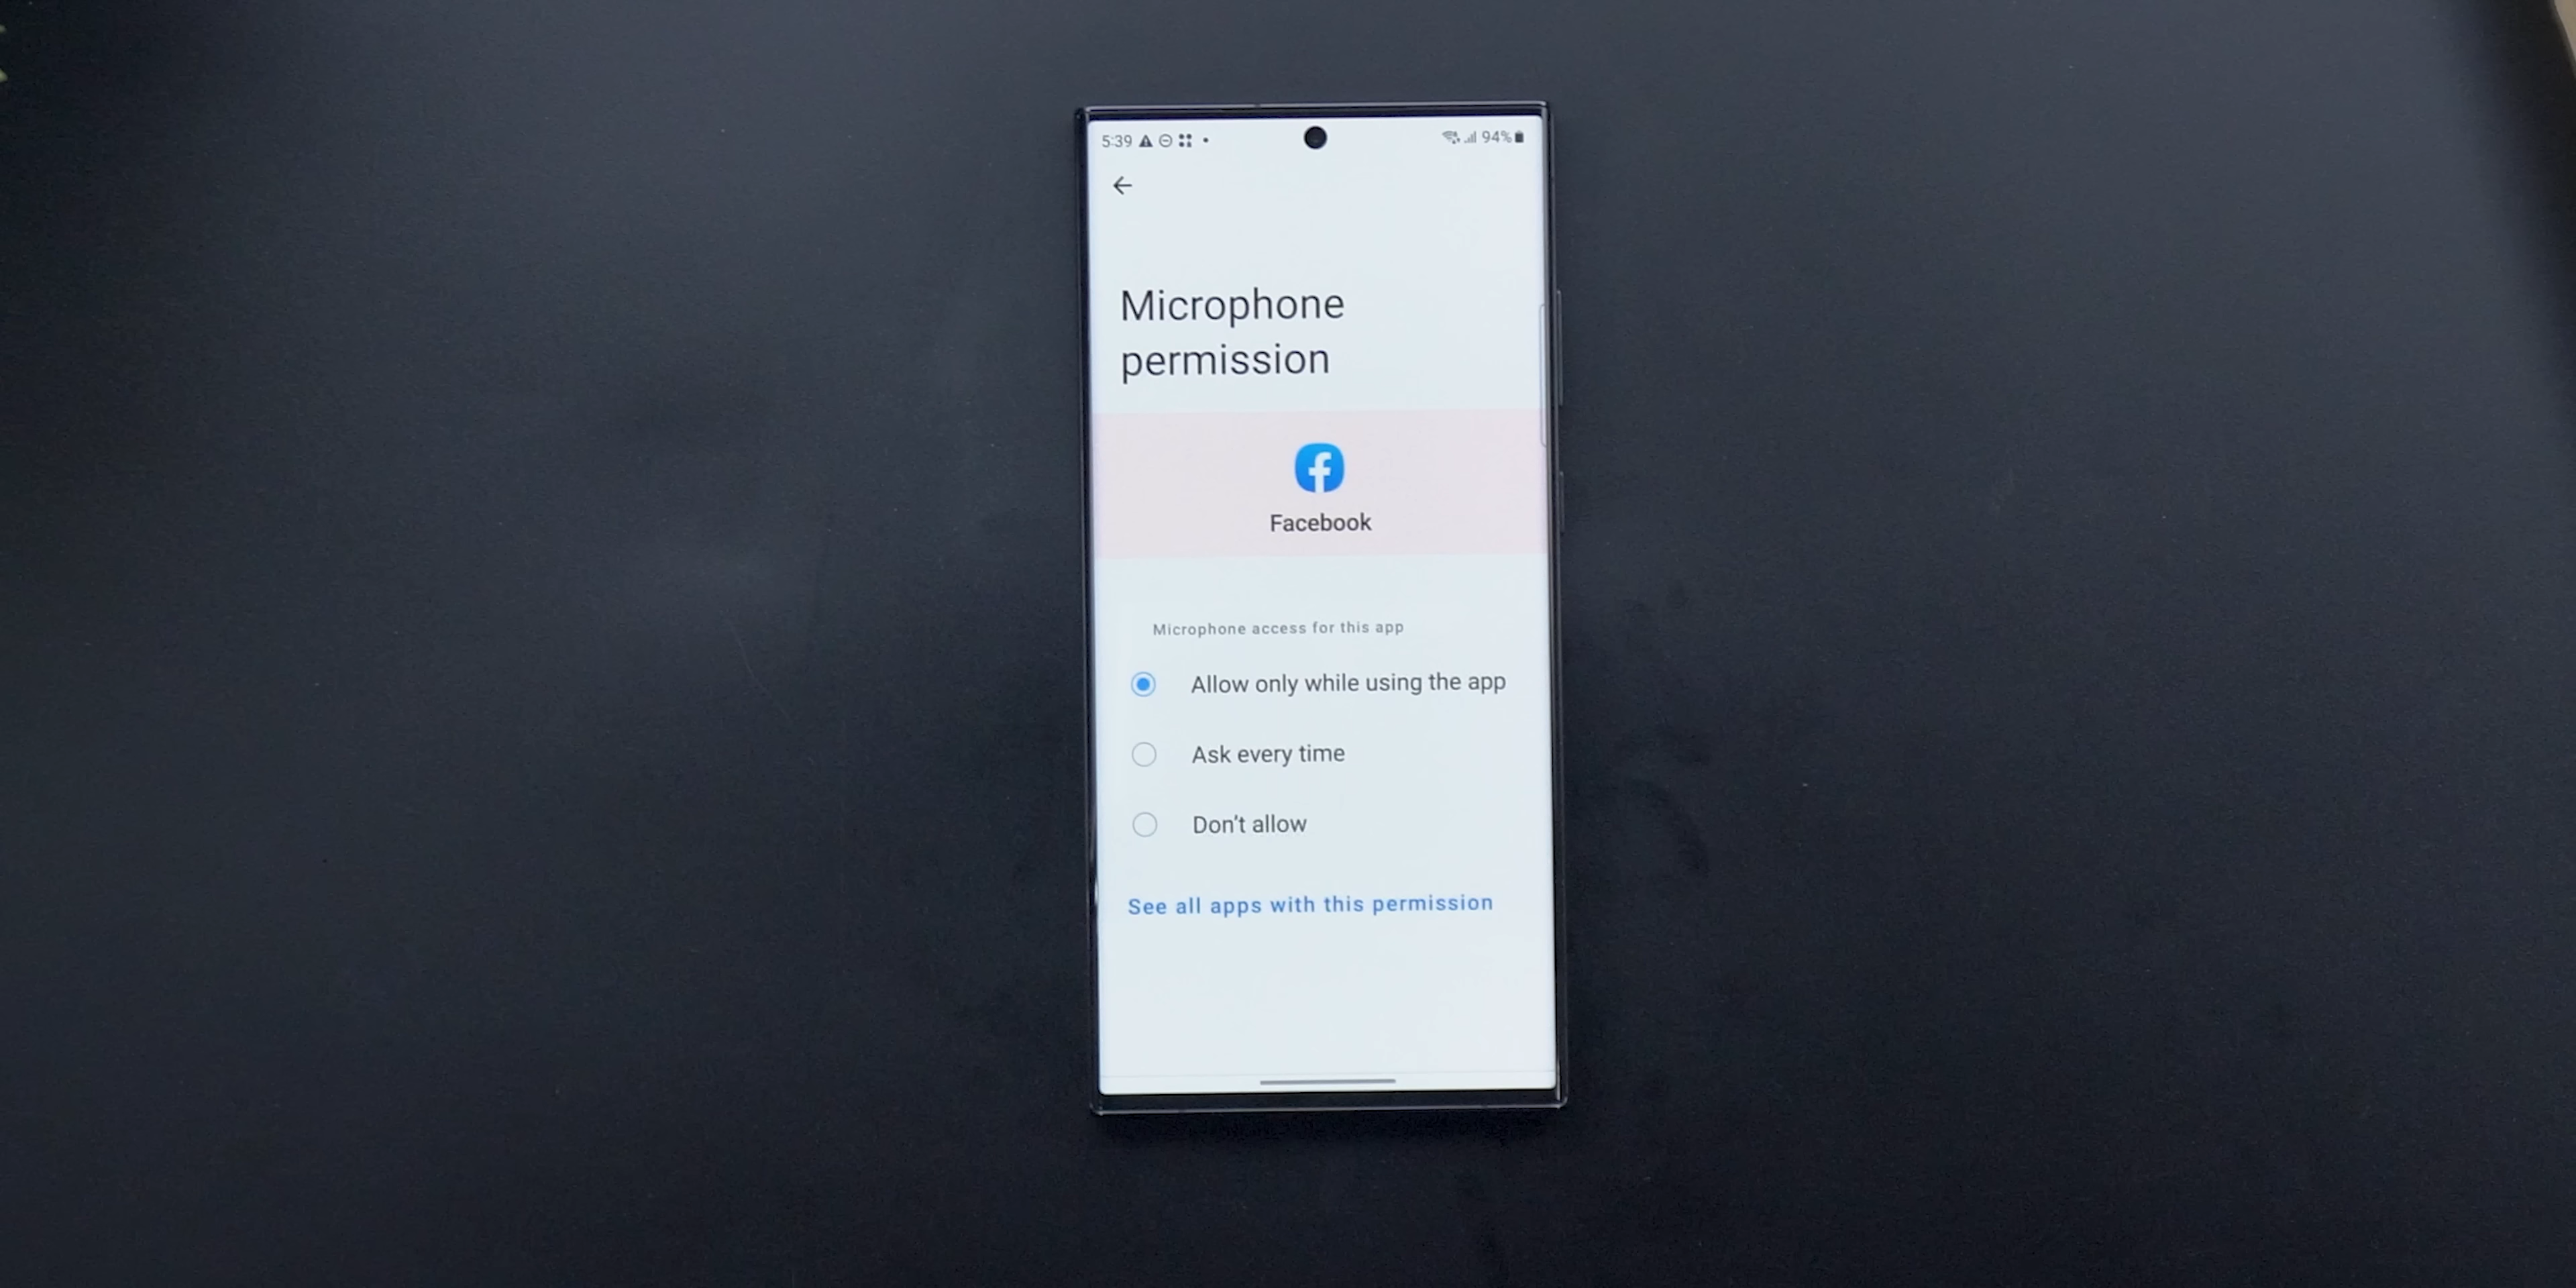 5:39
94%
Microphone
permission
Facebook
Microphone access for this app
Allow only while using the app
Ask every time
Don't allow
See all apps with this permission